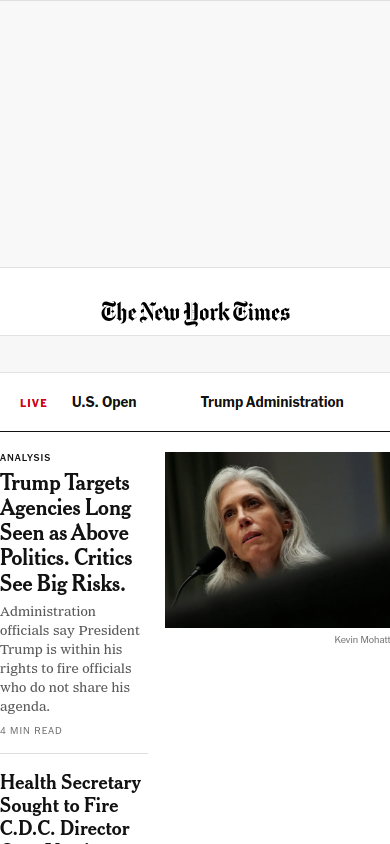 The New York Times
LIVE U.S. Open Trump Administration
ANALYSIS
Trump Targets
Agencies Long
Seen as Above
Politics. Critics
See Big Risks.
Administration
officials say President
Trump is within his
rights to fire officials
who do not share his
agenda.
4 MIN READ
Kevin Mohatt
Health Secretary
Sought to Fire
C.D.C. Director